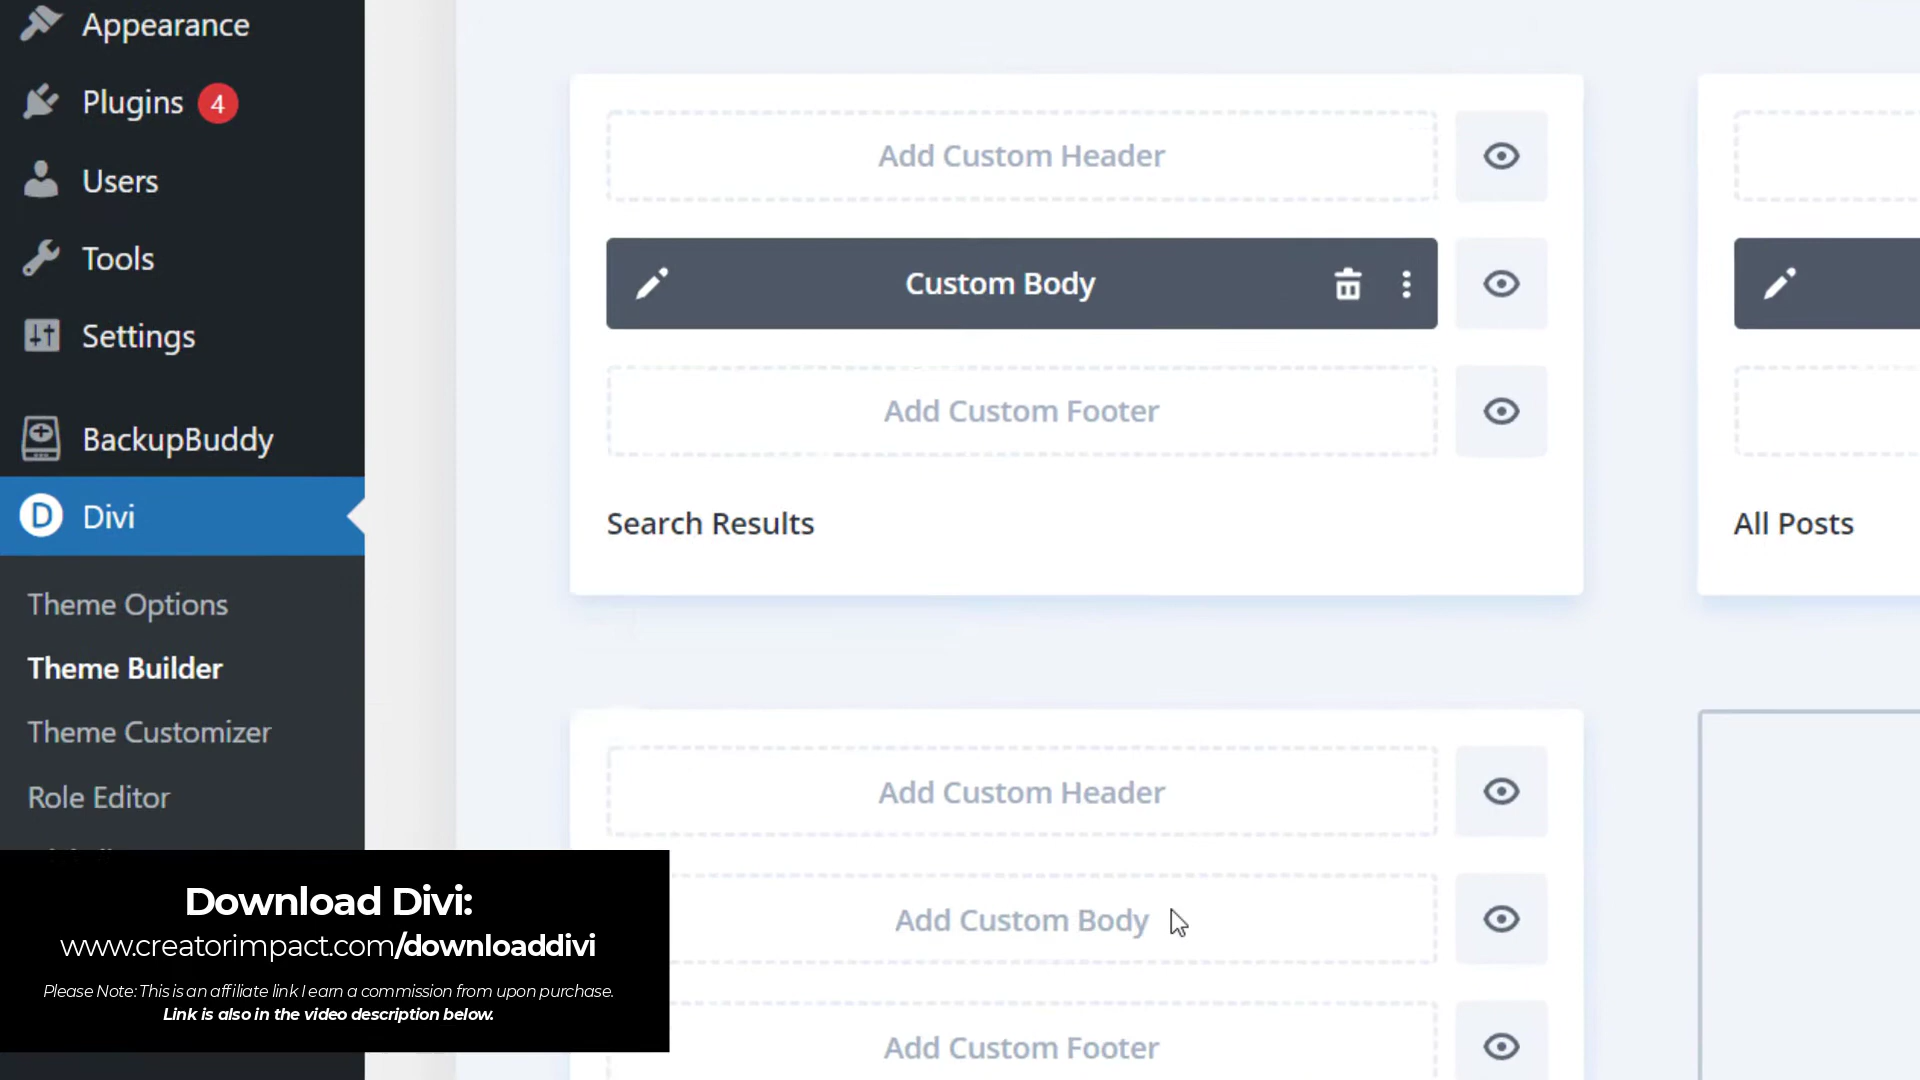 Appearance
Plugins 4
Users
Tools
Settings
BackupBuddy
D Divi
Theme Options
Theme Builder
Theme Customizer
Role Editor
Add Custom Header
Custom Body
Add Custom Footer
Search Results
All Posts
Add Custom Header
Add Custom Body
Add Custom Footer
Download Divi:
www.creatorimpact.com/downloaddivi
Please Note: This is an affiliate link I earn a commission from upon purchase.
Link is also in the video description below.